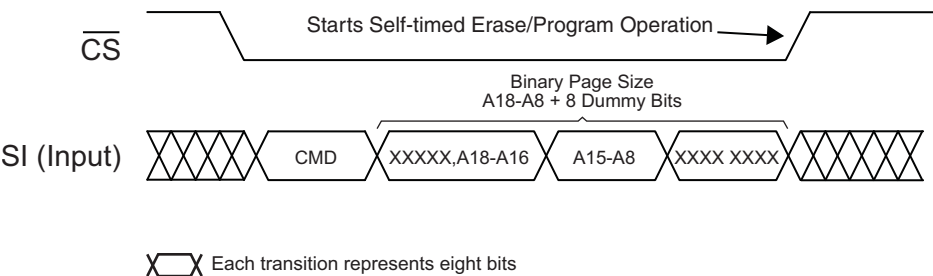 Starts Self-timed Erase/Program Operation
CS
Binary Page Size
A18-A8 + 8 Dummy Bits
SI (Input)
CMD
XXXXX,A18-A16
A15-A8
XXXX XXXX
Each transition represents eight bits